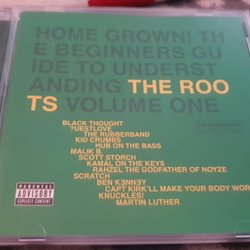 HOME GROWN! TH
E BEGINNERS GU
IDE TO UNDERST
ANDING THE ROO
TS VOLUME ONE
BLACK THOUGHT
?UESTLOVE
THE RUBBERBAND
KID CRUMBS
HUB ON THE BASS
MALIK B.
SCOTT STORCH
KAMAL ON THE KEYS
RAHZEL THE GODFATHER OF NOYZE
SCRATCH
BEN KENNEY
CAPT KIRK'LL MAKE YOUR BODY WOR
KNUCKLES!
MARTIN LUTHER
PARENTAL
ADVISORY
EXPLICIT CONTENT